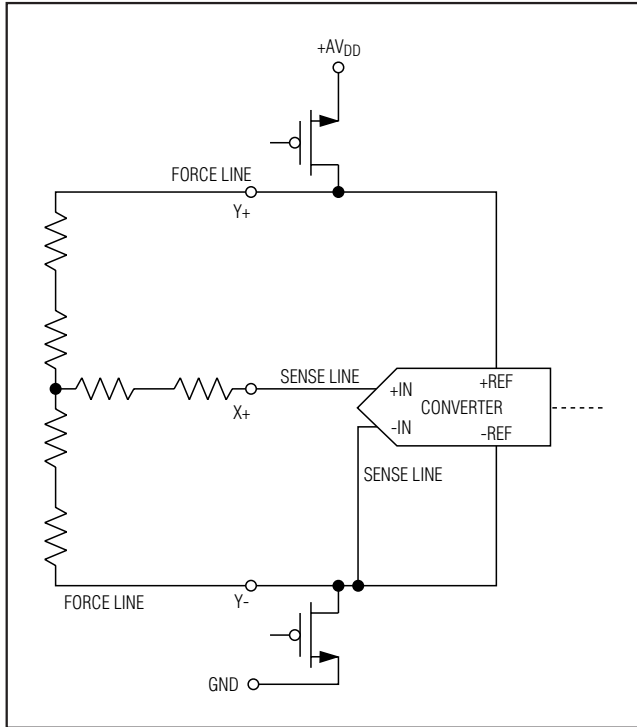 +AVDD
FORCE LINE
Y+
SENSE LINE
X+
+IN
+REF
CONVERTER
-IN
-REF
SENSE LINE
FORCE LINE
Y-
GND